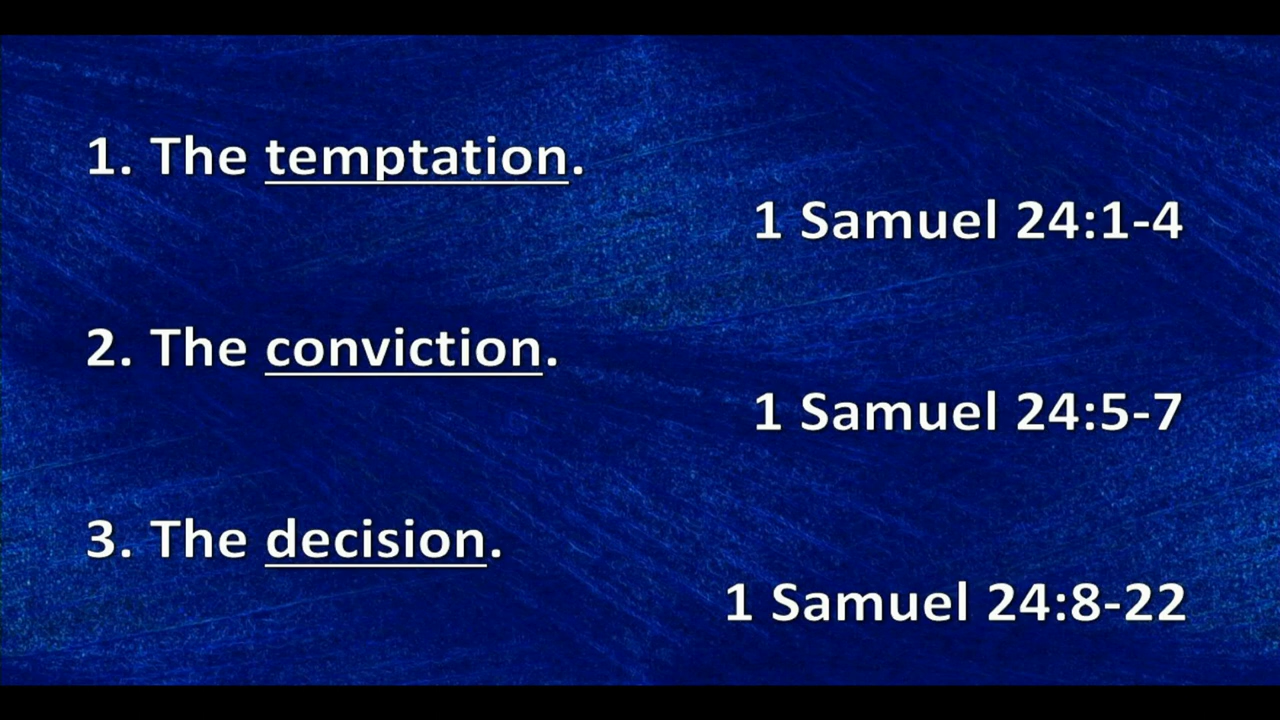 1. The temptation.
1 Samuel 24:1-4
2. The conviction.
1 Samuel 24:5-7
3. The decision.
1 Samuel 24:8-22